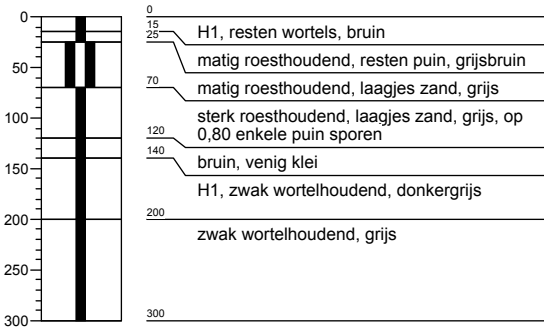 0
50
100
150
200
250
300
0
15
H1, resten wortels, bruin
25
matig roesthoudend, resten puin, grijsbruin
70
matig roesthoudend, laagjes zand, grijs
sterk roesthoudend, laagjes zand, grijs, op
0,80 enkele puin sporen
120
bruin, venig klei
140
H1, zwak wortelhoudend, donkergrijs
200
zwak wortelhoudend, grijs
300